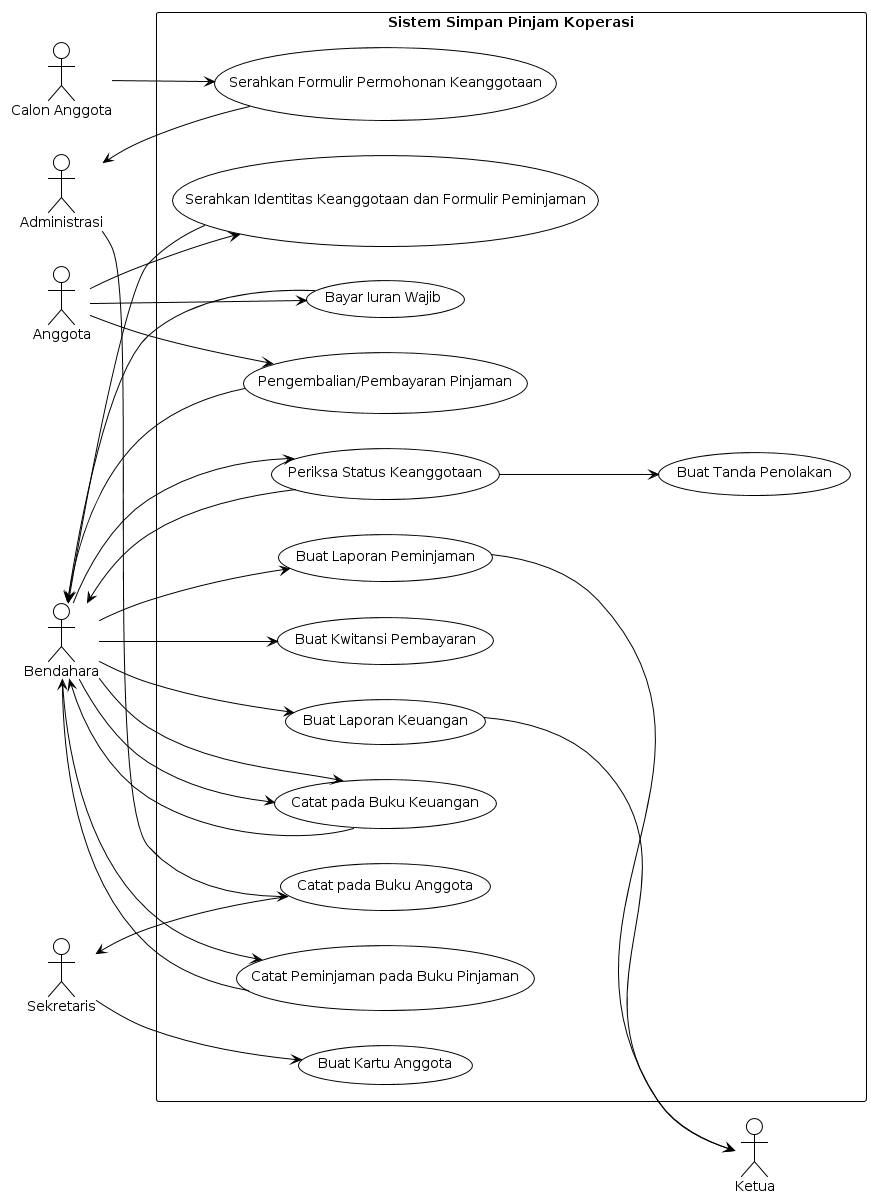 Sistem Simpan Pinjam Koperasi
Calon Anggota
Serahkan Formulir Permohonan Keanggotaan
Administrasi
Serahkan Identitas Keanggotaan dan Formulir Peminjaman
Anggota
Bayar Iuran Wajib
Pengembalian/Pembayaran Pinjaman
Periksa Status Keanggotaan
Buat Tanda Penolakan
Buat Laporan Peminjaman
Bendahara
Buat Kwitansi Pembayaran
Buat Laporan Keuangan
Catat pada Buku Keuangan
Catat pada Buku Anggota
Sekretaris
Catat Peminjaman pada Buku Pinjaman
Buat Kartu Anggota
Ketua